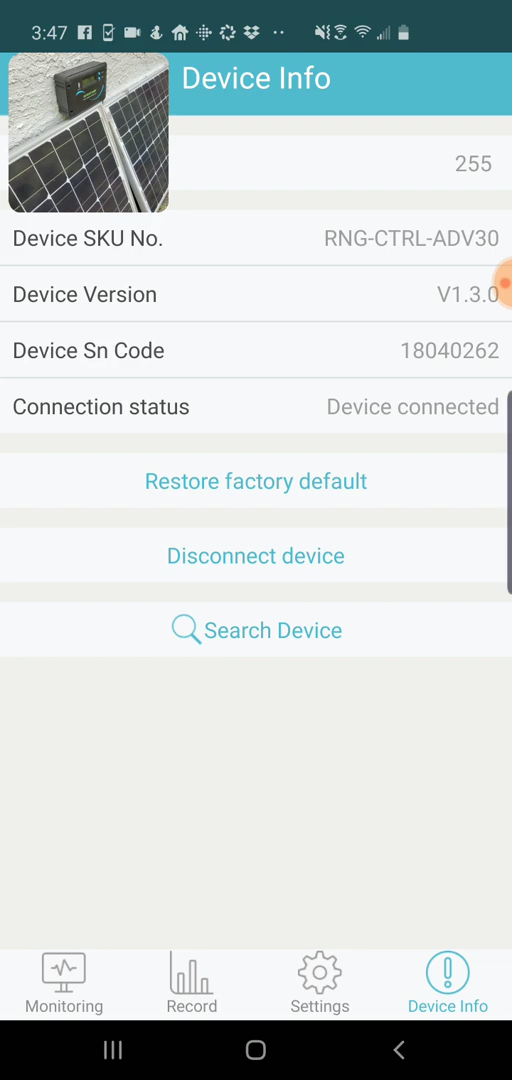 3:47
Device Info
255
Device SKU No. RNG-CTRL-ADV30
Device Version V1.3.0
Device Sn Code 18040262
Connection status Device connected
Restore factory default
Disconnect device
Search Device
Monitoring Record Settings Device Info